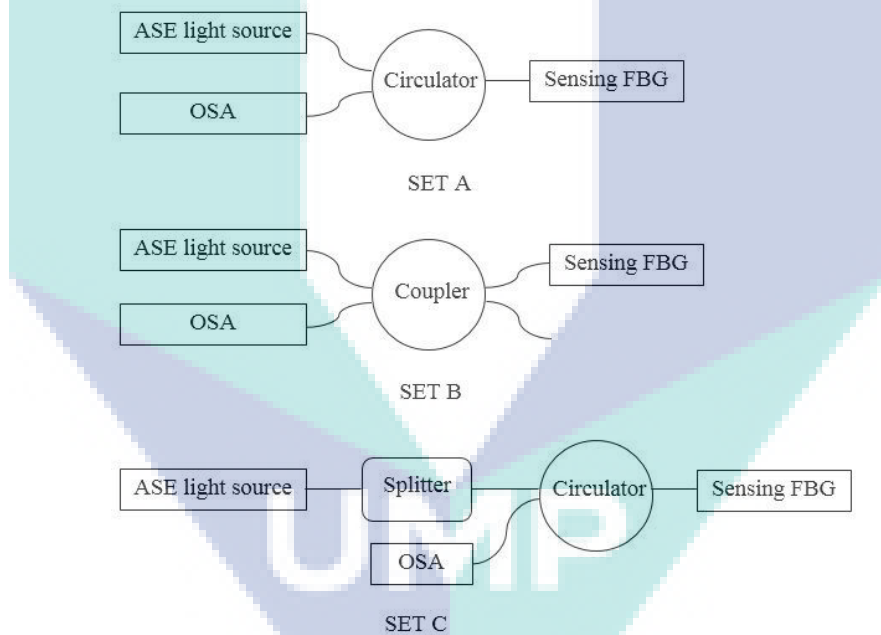 ASE light source
Circulator
Sensing FBG
OSA
SET A
ASE light source
Coupler
Sensing FBG
OSA
SET B
ASE light source
Splitter
Circulator
Sensing FBG
OSA
SET C
UMP